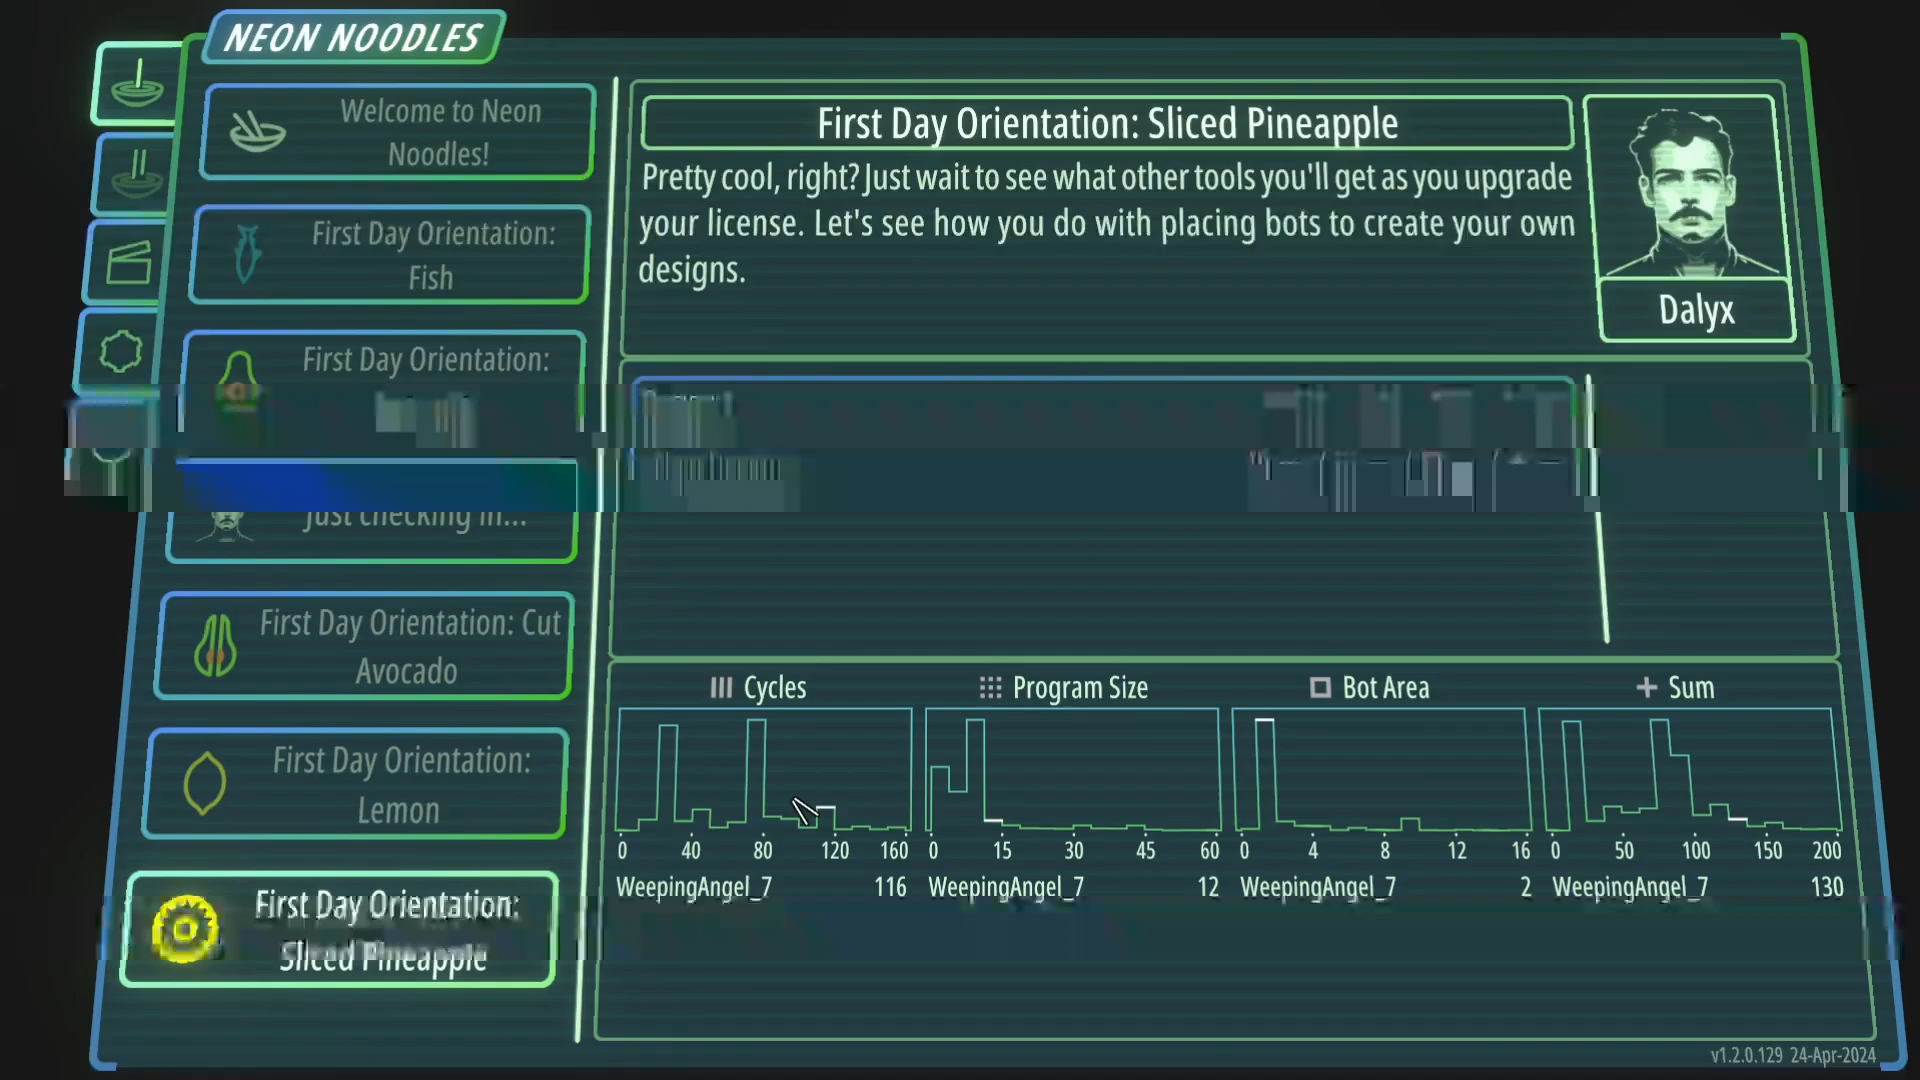 NEON NOODLES
Welcome to Neon
Noodles!
First Day Orientation:
Fish
First Day Orientation:
Just checking in...
First Day Orientation: Cut
Avocado
First Day Orientation:
Lemon
First Day Orientation:
Sliced Pineapple
First Day Orientation: Sliced Pineapple
Pretty cool, right? Just wait to see what other tools you'll get as you upgrade
your license. Let's see how you do with placing bots to create your own
designs.
Dalyx
Cycles
0 40 80 120 160
WeepingAngel_7 116
Program Size
0 15 30 45 60
WeepingAngel_7 12
Bot Area
0 4 8 12 16
WeepingAngel_7 2
Sum
0 50 100 150 200
WeepingAngel_7 130
v1.2.0.129 24-Apr-2024